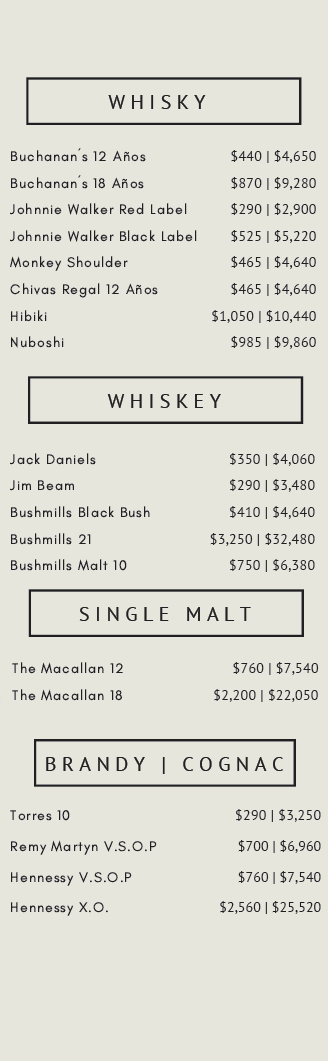 WHISKY
Buchanan´s 12 Años $440 | $4,650
Buchanan´s 18 Años $870 | $9,280
Johnnie Walker Red Label $290 | $2,900
Johnnie Walker Black Label $525 | $5,220
Monkey Shoulder $465 | $4,640
Chivas Regal 12 Años $465 | $4,640
Hibiki $1,050 | $10,440
Nuboshi $985 | $9,860
WHISKEY
Jack Daniels $350 | $4,060
Jim Beam $290 | $3,480
Bushmills Black Bush $410 | $4,640
Bushmills 21 $3,250 | $32,480
Bushmills Malt 10 $750 | $6,380
SINGLE MALT
The Macallan 12 $760 | $7,540
The Macallan 18 $2,200 | $22,050
BRANDY | COGNAC
Torres 10 $290 | $3,250
Remy Martyn V.S.O.P $700 | $6,960
Hennessy V.S.O.P $760 | $7,540
Hennessy X.O. $2,560 | $25,520